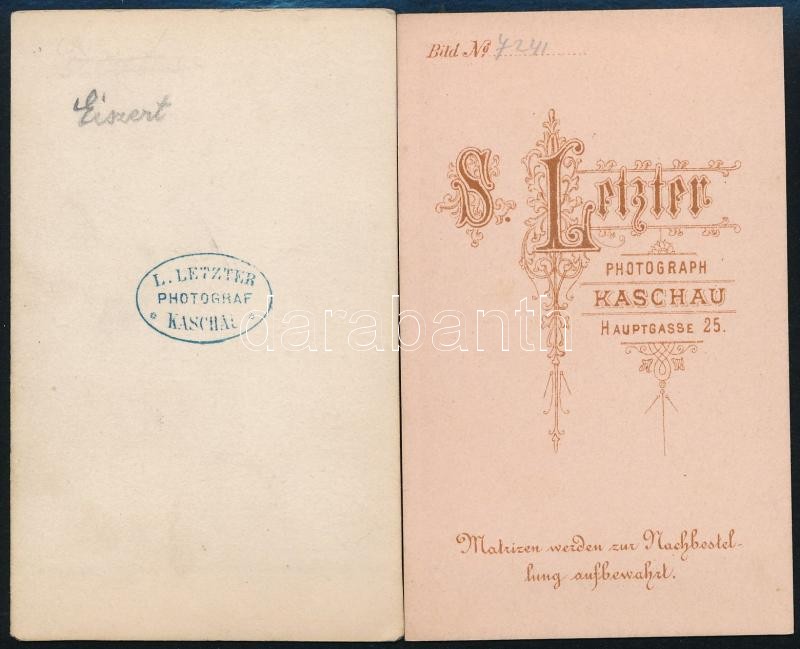 Eiszert
L. LETZTER
PHOTOGRAF
KASCHAU
Bild No 7241
S. Letzter
PHOTOGRAPH
KASCHAU
HAUPTGASSE 25.
Matrizen werden zur Nachbestel-
lung aufbewahrt.
darabanth